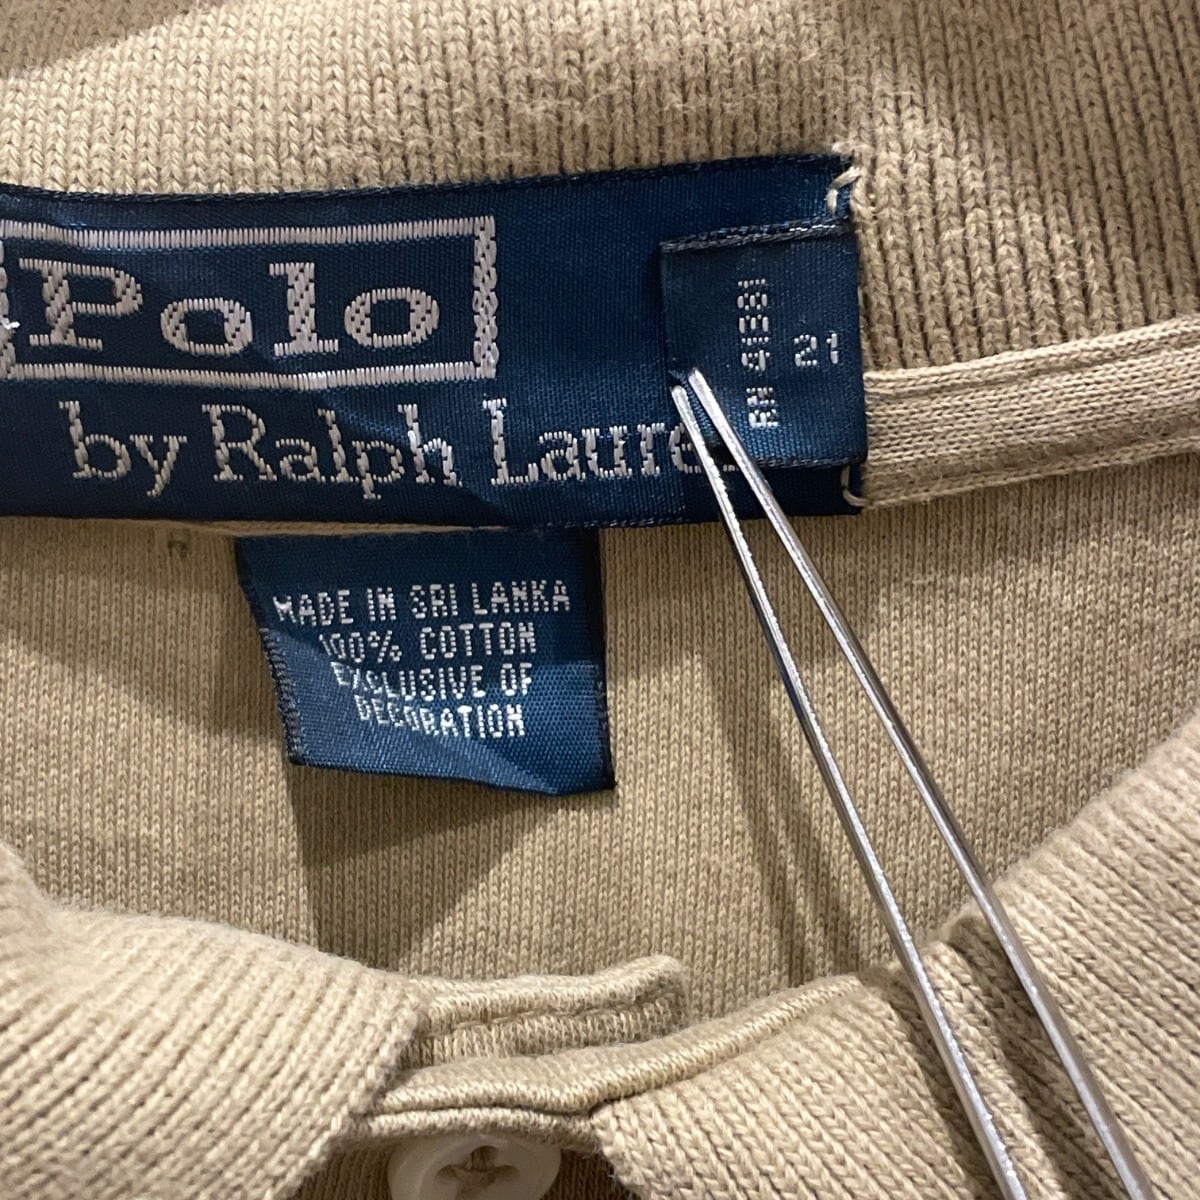 Polo
by Ralph Lauren
RN 41381
21
MADE IN SRI LANKA
100% COTTON
EXCLUSIVE OF
DECORATION